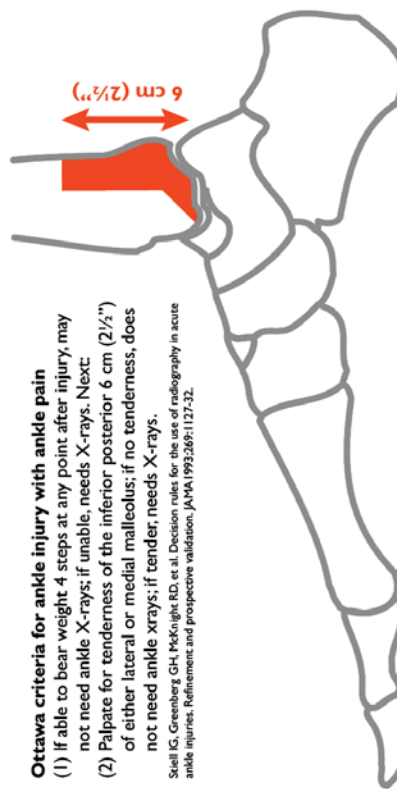 Ottawa criteria for ankle injury with ankle pain
(1) If able to bear weight 4 steps at any point after injury, may
not need ankle X-rays; if unable, needs X-rays. Next:
(2) Palpate for tenderness of the inferior posterior 6 cm (2½")
of either lateral or medial malleolus; if no tenderness, does
not need ankle xrays; if tender, needs X-rays.
Stiell IG, Greenberg GH, McKnight RD, et al. Decision rules for the use of radiography in acute
ankle injuries. Refinement and prospective validation. JAMA 1993;269:1127-32.
6 cm (2½")